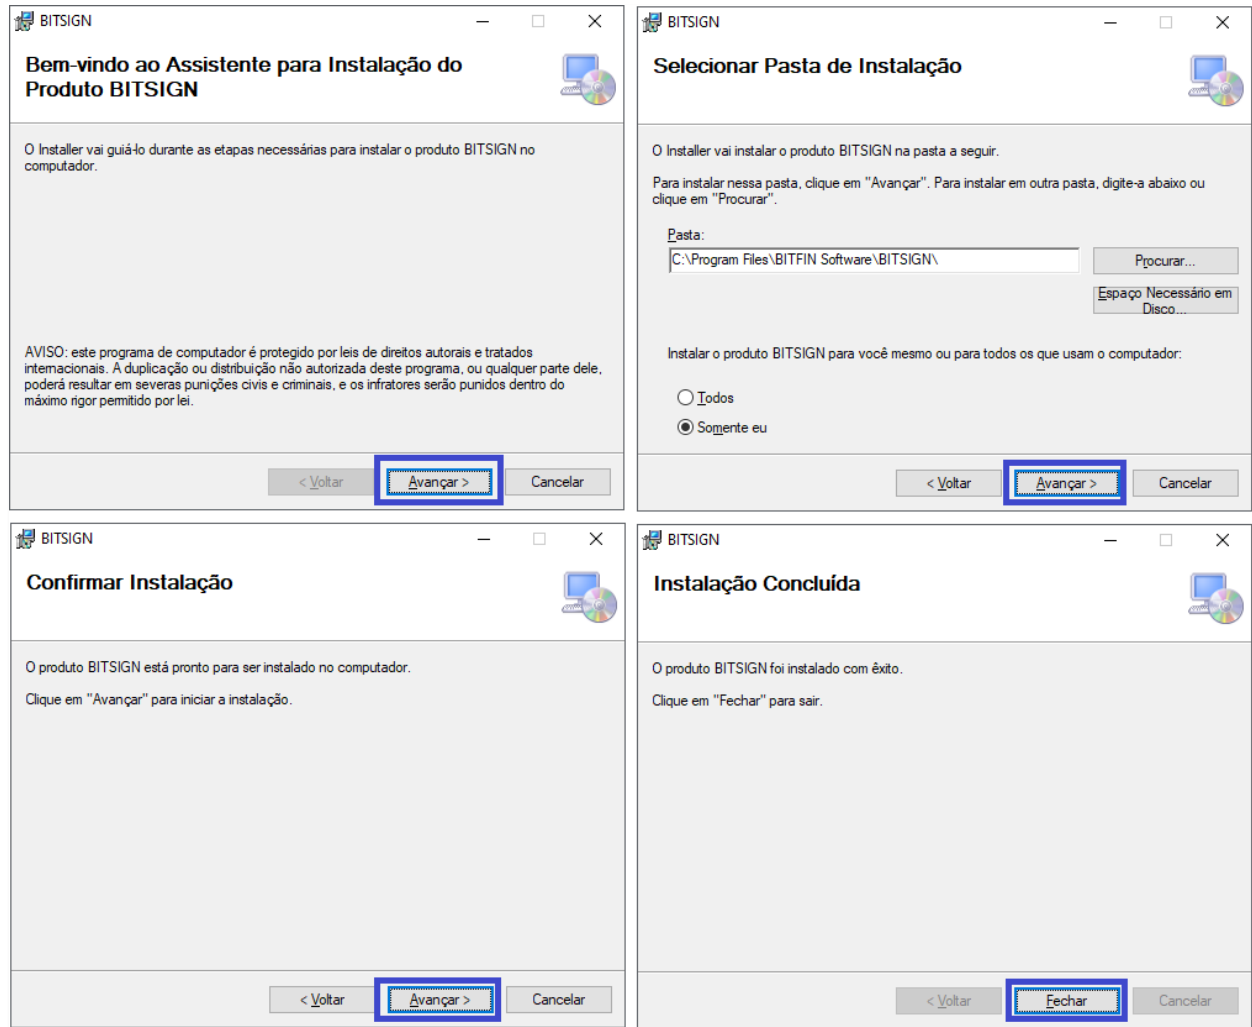 BITSIGN
Bem-vindo ao Assistente para Instalação do
Produto BITSIGN
O Installer vai guiá-lo durante as etapas necessárias para instalar o produto BITSIGN no
computador.
AVISO: este programa de computador é protegido por leis de direitos autorais e tratados
internacionais. A duplicação ou distribuição não autorizada deste programa, ou qualquer parte dele,
poderá resultar em severas punições civis e criminais, e os infratores serão punidos dentro do
máximo rigor permitido por lei.
< Voltar
Avançar >
Cancelar
BITSIGN
Selecionar Pasta de Instalação
O Installer vai instalar o produto BITSIGN na pasta a seguir.
Para instalar nessa pasta, clique em "Avançar". Para instalar em outra pasta, digite-a abaixo ou
clique em "Procurar".
Pasta:
C:\Program Files\BITFIN Software\BITSIGN\
Procurar...
Espaço Necessário em
Disco...
Instalar o produto BITSIGN para você mesmo ou para todos os que usam o computador:
Todos
Somente eu
< Voltar
Avançar >
Cancelar
BITSIGN
Confirmar Instalação
O produto BITSIGN está pronto para ser instalado no computador.
Clique em "Avançar" para iniciar a instalação.
< Voltar
Avançar >
Cancelar
BITSIGN
Instalação Concluída
O produto BITSIGN foi instalado com êxito.
Clique em "Fechar" para sair.
< Voltar
Fechar
Cancelar